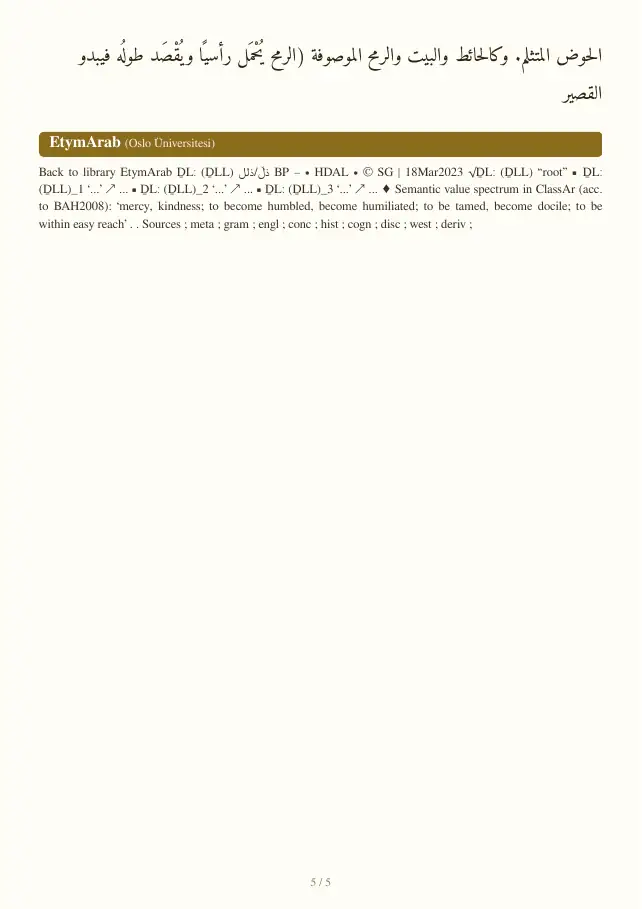 الحوض المتثلم. وكالحائط والبيت والرمح الموصوفة (الرمح يُحْمَل رأسيًا ويُقْصَد طولُه فيبدو
القصير
EtymArab (Oslo Üniversitesi)
Back to library EtymArab ḎL: (ḎLL) ذلّ/ذلل BP – • HDAL • © SG | 18Mar2023 √ḎL: (ḎLL) “root” ▪ ḎL:
(ḎLL)_1 ‘...’ ↗ ... ▪ ḎL: (ḎLL)_2 ‘...’ ↗ ... ▪ ḎL: (ḎLL)_3 ‘...’ ↗ ... ♦ Semantic value spectrum in ClassAr (acc.
to BAH2008): ‘mercy, kindness; to become humbled, become humiliated; to be tamed, become docile; to be
within easy reach’ . . Sources ; meta ; gram ; engl ; conc ; hist ; cogn ; disc ; west ; deriv ;
5 / 5